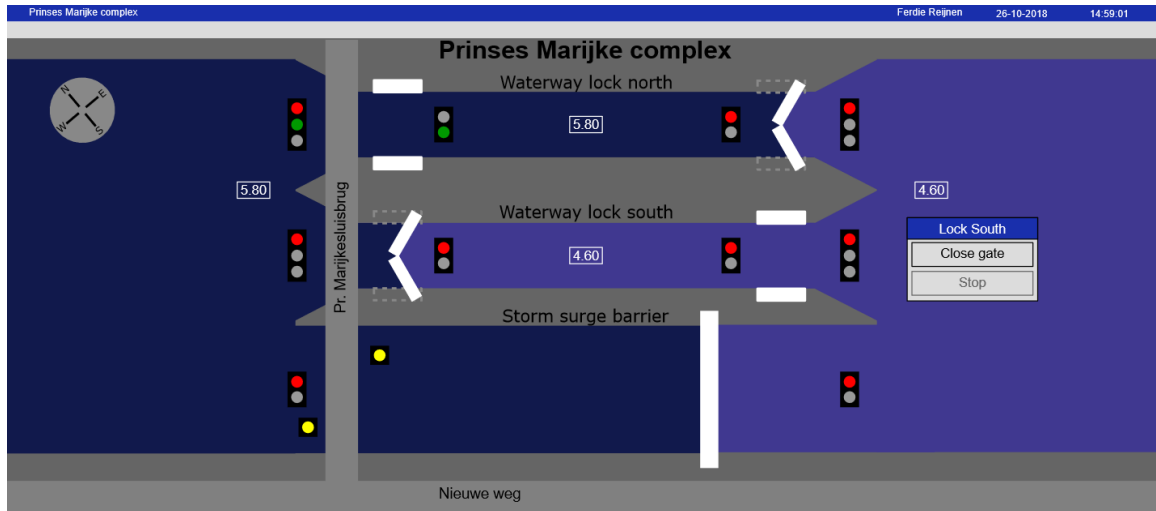 Prinses Marijke complex Ferdie Reijnen 26-10-2018 14:59:01
Prinses Marijke complex
Waterway lock north
N
E
W
S
5.80
5.80
4.60
Pr. Marijkesluisbrug
Waterway lock south
4.60
Lock South
Close gate
Stop
Storm surge barrier
Nieuwe weg